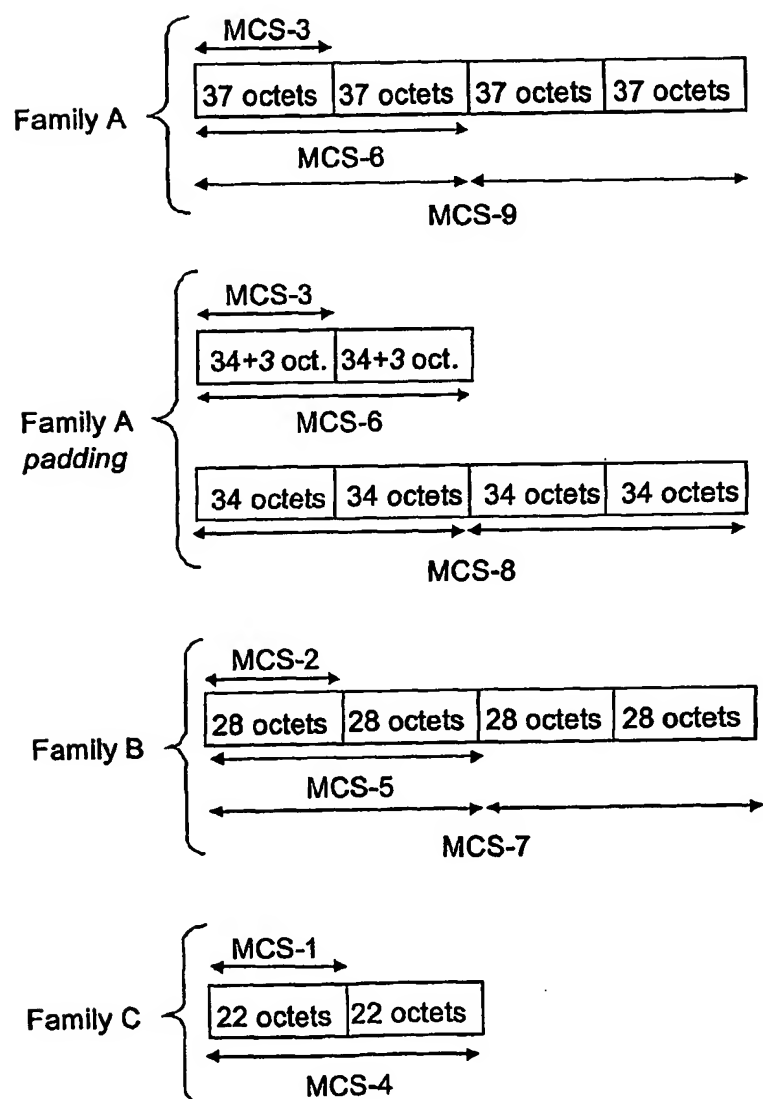 MCS-3
37 octets 37 octets 37 octets 37 octets
Family A
MCS-6
MCS-9
MCS-3
34+3 oct. 34+3 oct.
MCS-6
Family A
padding
34 octets 34 octets 34 octets 34 octets
MCS-8
MCS-2
28 octets 28 octets 28 octets 28 octets
Family B
MCS-5
MCS-7
MCS-1
22 octets 22 octets
Family C
MCS-4